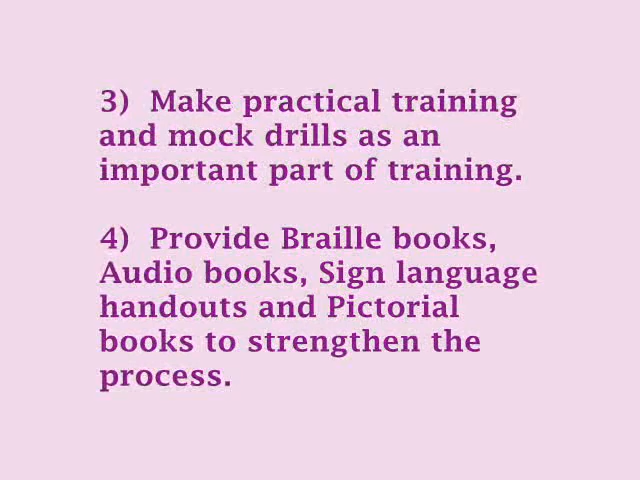 3)  Make practical training
and mock drills as an
important part of training.
4)  Provide Braille books,
Audio books, Sign language
handouts and Pictorial
books to strengthen the
process.